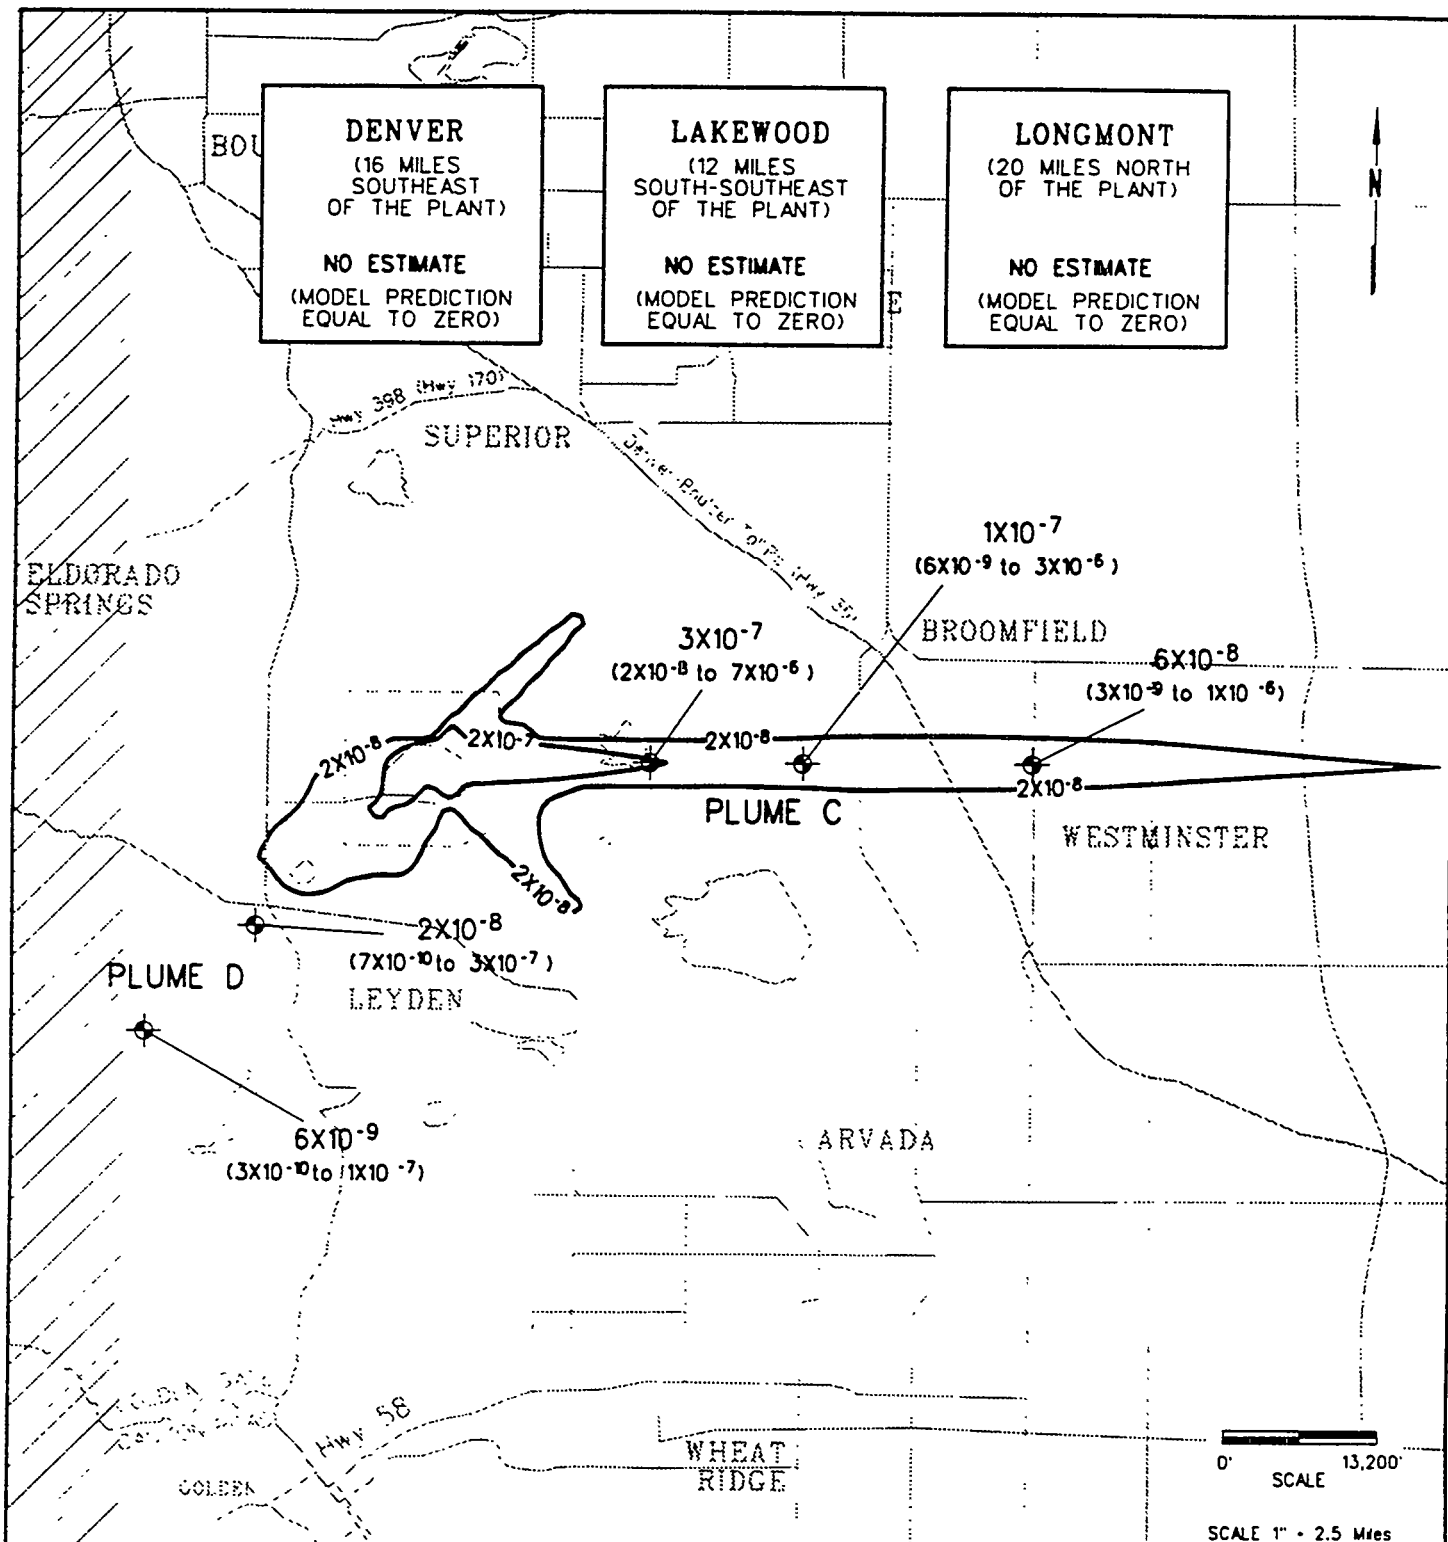 DENVER
(16 MILES
SOUTHEAST
OF THE PLANT)
NO ESTIMATE
(MODEL PREDICTION
EQUAL TO ZERO)
LAKEWOOD
(12 MILES
SOUTH-SOUTHEAST
OF THE PLANT)
NO ESTIMATE
(MODEL PREDICTION
EQUAL TO ZERO)
LONGMONT
(20 MILES NORTH
OF THE PLANT)
NO ESTIMATE
(MODEL PREDICTION
EQUAL TO ZERO)
N
BOU
E
Hwy 398 (Hwy 170)
SUPERIOR
ELDORADO
SPRINGS
1X10⁻⁷
(6X10⁻⁹ to 3X10⁻⁶)
BROOMFIELD
3X10⁻⁷
(2X10⁻⁸ to 7X10⁻⁶)
6X10⁻⁸
(3X10⁻⁹ to 1X10⁻⁶)
2X10⁻⁸
2X10⁻⁷
2X10⁻⁸
2X10⁻⁸
PLUME C
WESTMINSTER
2X10⁻⁸
2X10⁻⁸
(7X10⁻¹⁰ to 3X10⁻⁷)
PLUME D
LEYDEN
6X10⁻⁹
(3X10⁻¹⁰ to 1X10⁻⁷)
ARVADA
Hwy 58
GOLDEN
WHEAT
RIDGE
0' 13,200'
SCALE
SCALE 1" = 2.5 Miles